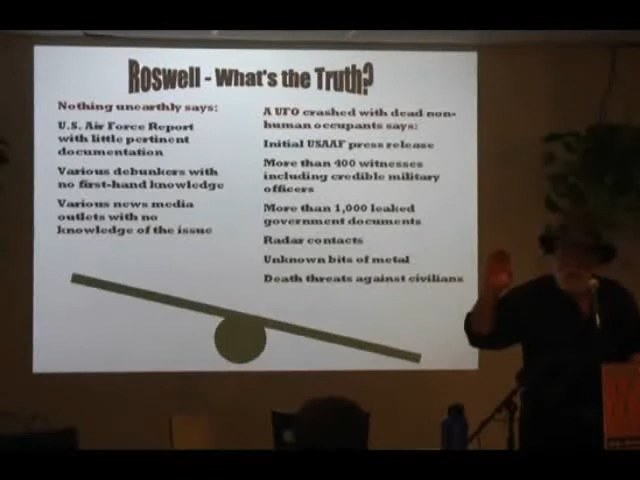 Roswell - What's the Truth?
Nothing unearthly says:
U.S. Air Force Report
with little pertinent
documentation
Various debunkers with
no first-hand knowledge
Various news media
outlets with no
knowledge of the issue
A UFO crashed with dead non-
human occupants says:
Initial USAAF press release
More than 400 witnesses
including credible military
officers
More than 1,000 leaked
government documents
Radar contacts
Unknown bits of metal
Death threats against civilians